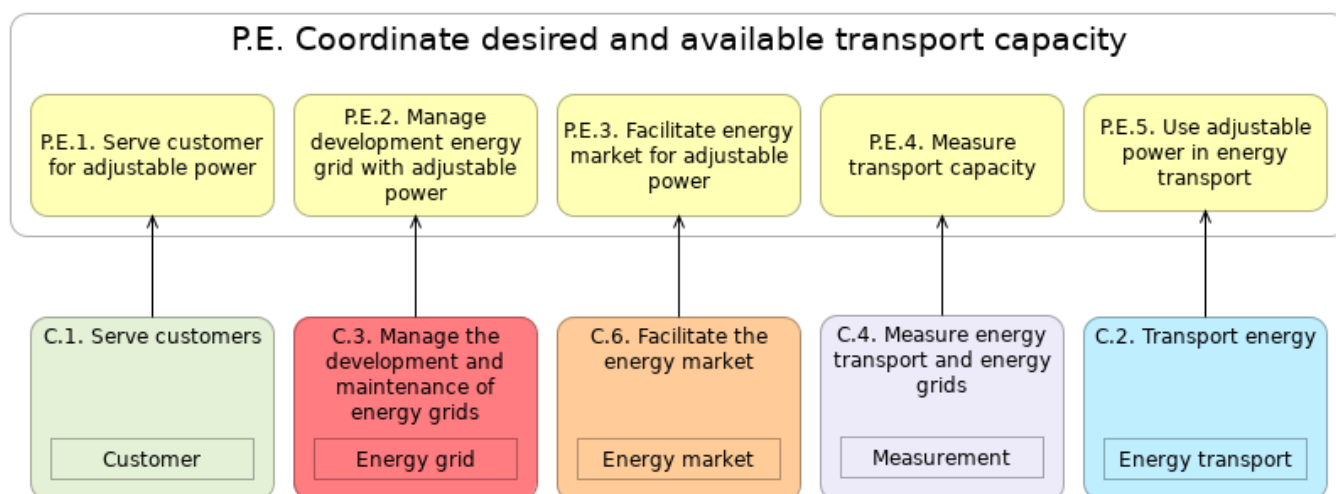 P.E. Coordinate desired and available transport capacity
P.E.1. Serve customer
for adjustable power
P.E.2. Manage
development energy
grid with adjustable
power
P.E.3. Facilitate energy
market for adjustable
power
P.E.4. Measure
transport capacity
P.E.5. Use adjustable
power in energy
transport
C.1. Serve customers
Customer
C.3. Manage the
development and
maintenance of
energy grids
Energy grid
C.6. Facilitate the
energy market
Energy market
C.4. Measure energy
transport and energy
grids
Measurement
C.2. Transport energy
Energy transport